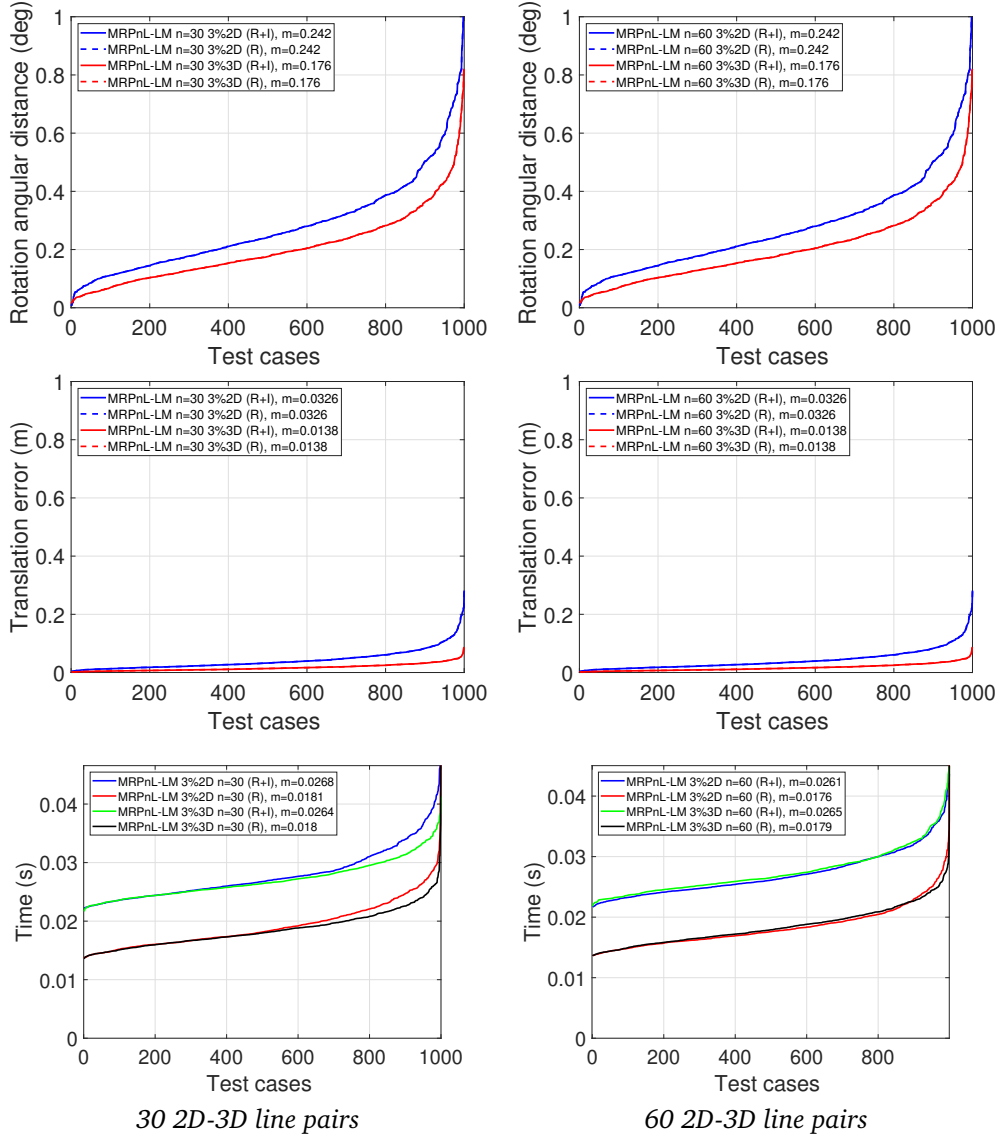 Rotation angular distance (deg)
1
0.8
0.6
0.4
0.2
0
MRPnL-LM n=30 3%2D (R+I), m=0.242
MRPnL-LM n=30 3%2D (R), m=0.242
MRPnL-LM n=30 3%3D (R+I), m=0.176
MRPnL-LM n=30 3%3D (R), m=0.176
0 200 400 600 800 1000
Test cases
Rotation angular distance (deg)
1
0.8
0.6
0.4
0.2
0
MRPnL-LM n=60 3%2D (R+I), m=0.242
MRPnL-LM n=60 3%2D (R), m=0.242
MRPnL-LM n=60 3%3D (R+I), m=0.176
MRPnL-LM n=60 3%3D (R), m=0.176
0 200 400 600 800 1000
Test cases
Translation error (m)
1
0.8
0.6
0.4
0.2
0
MRPnL-LM n=30 3%2D (R+I), m=0.0326
MRPnL-LM n=30 3%2D (R), m=0.0326
MRPnL-LM n=30 3%3D (R+I), m=0.0138
MRPnL-LM n=30 3%3D (R), m=0.0138
0 200 400 600 800 1000
Test cases
Translation error (m)
1
0.8
0.6
0.4
0.2
0
MRPnL-LM n=60 3%2D (R+I), m=0.0326
MRPnL-LM n=60 3%2D (R), m=0.0326
MRPnL-LM n=60 3%3D (R+I), m=0.0138
MRPnL-LM n=60 3%3D (R), m=0.0138
0 200 400 600 800 1000
Test cases
Time (s)
0.04
0.03
0.02
0.01
0
MRPnL-LM 3%2D n=30 (R+I), m=0.0268
MRPnL-LM 3%2D n=30 (R), m=0.0181
MRPnL-LM 3%3D n=30 (R+I), m=0.0264
MRPnL-LM 3%3D n=30 (R), m=0.018
0 200 400 600 800 1000
Test cases
Time (s)
0.04
0.03
0.02
0.01
0
MRPnL-LM 3%2D n=60 (R+I), m=0.0261
MRPnL-LM 3%2D n=60 (R), m=0.0176
MRPnL-LM 3%3D n=60 (R+I), m=0.0265
MRPnL-LM 3%3D n=60 (R), m=0.0179
0 200 400 600 800
Test cases
30 2D-3D line pairs
60 2D-3D line pairs